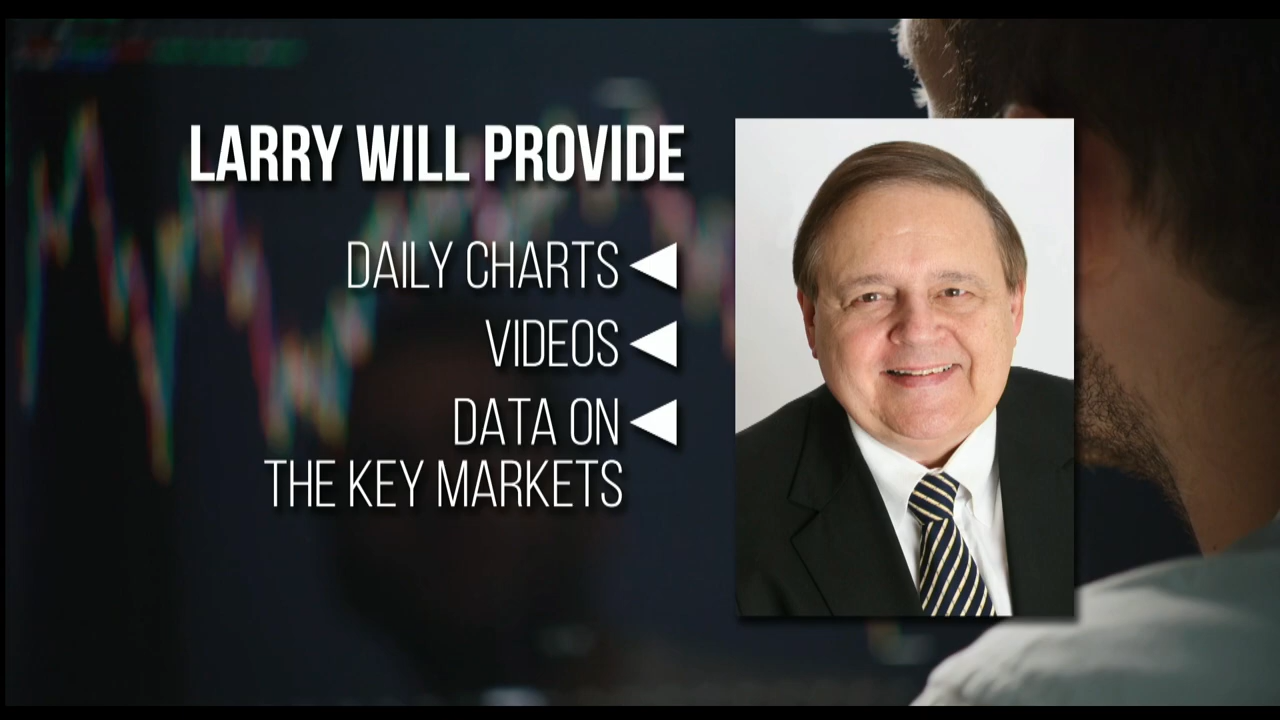 LARRY WILL PROVIDE
DAILY CHARTS
VIDEOS
DATA ON
THE KEY MARKETS